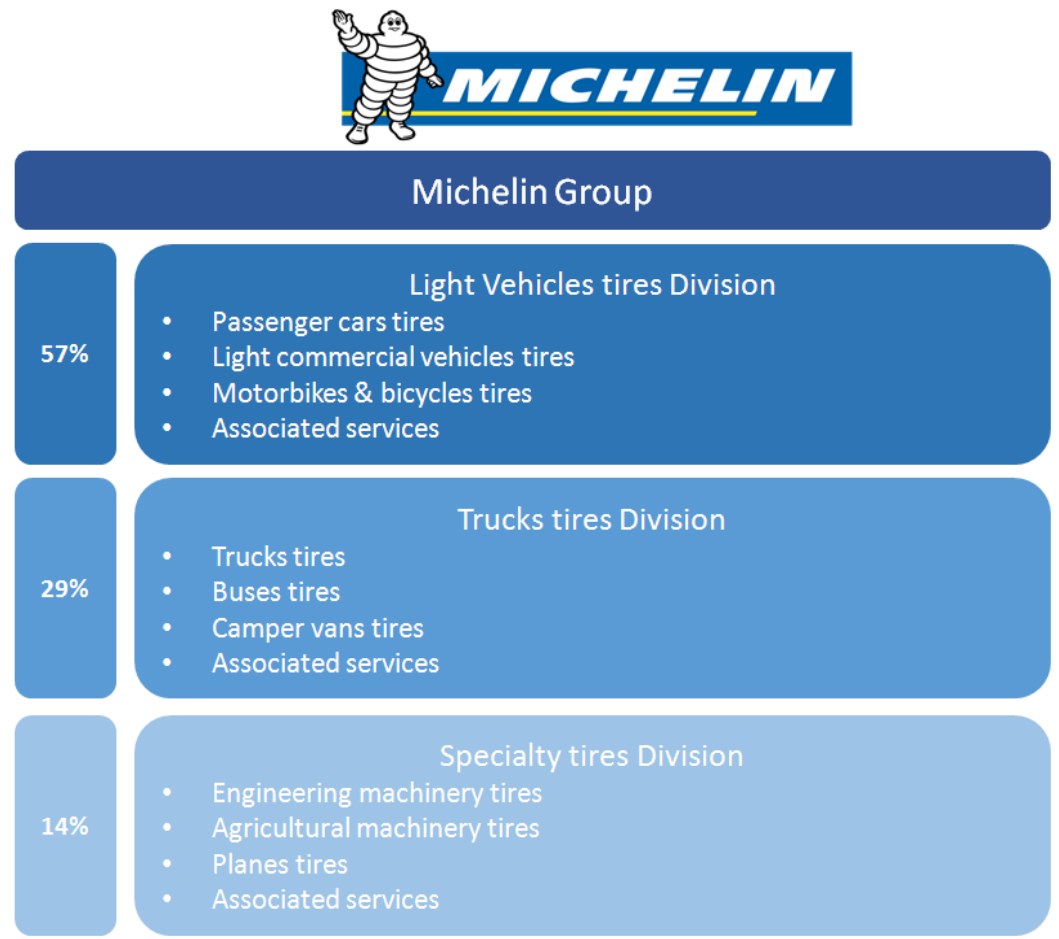 MICHELIN
Michelin Group
57%
Light Vehicles tires Division
• Passenger cars tires
• Light commercial vehicles tires
• Motorbikes & bicycles tires
• Associated services
29%
Trucks tires Division
• Trucks tires
• Buses tires
• Camper vans tires
• Associated services
14%
Specialty tires Division
• Engineering machinery tires
• Agricultural machinery tires
• Planes tires
• Associated services